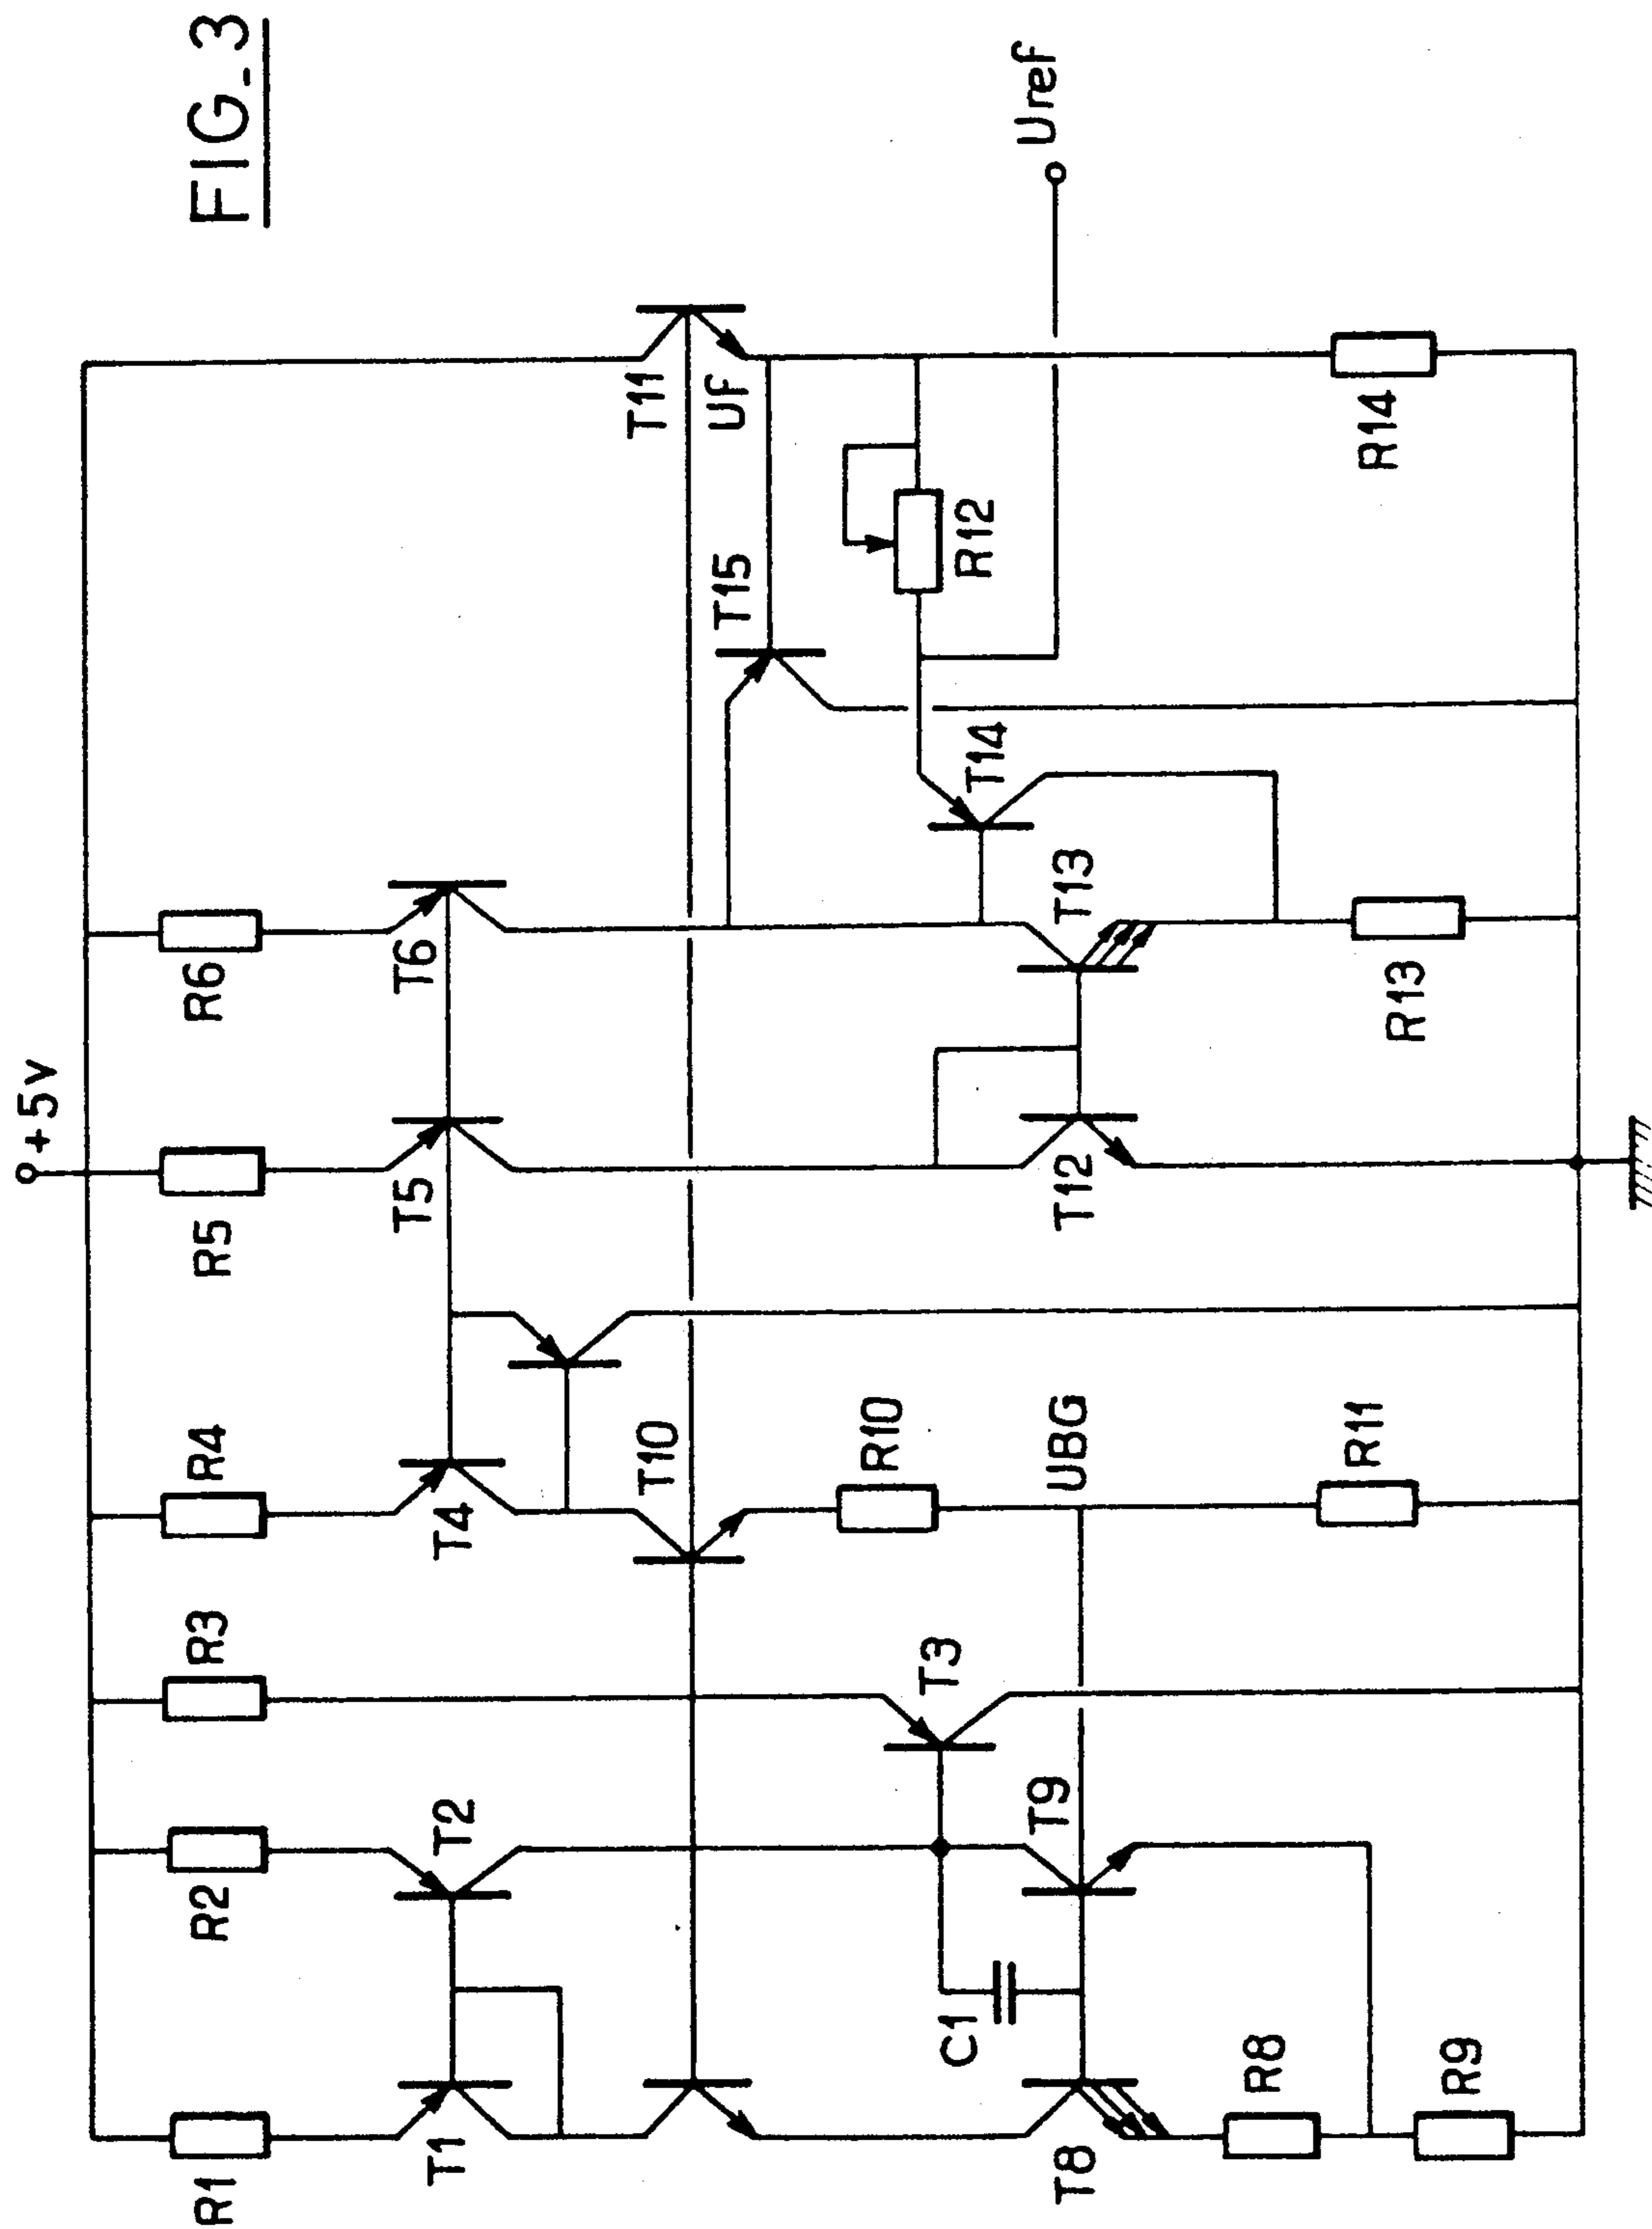 FIG_3
+5v
R1
R2
R3
R4
R5
R6
T1
T2
T4
T5
T6
T10
T11
UF
T15
R12
Uref
T3
R10
T14
C1
T9
UBG
T12
T13
T8
R8
R9
R11
R13
R14